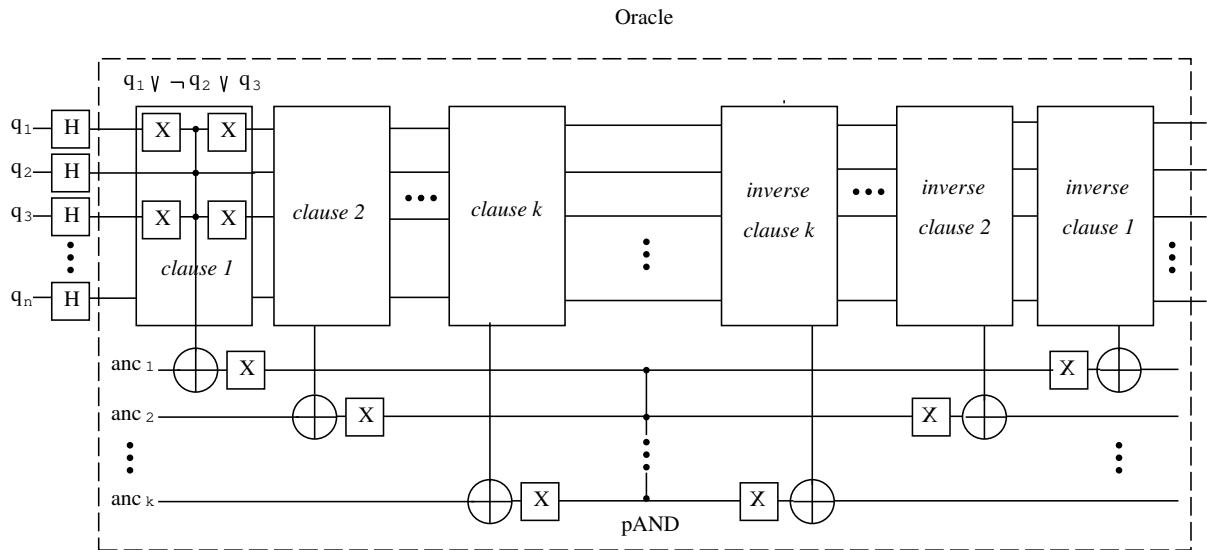 Oracle
q₁ ∨ ¬ q₂ ∨ q₃
q₁ H X X
q₂ H
q₃ H X X
qₙ H
clause 1
clause 2
clause k
inverse
clause k
inverse
clause 2
inverse
clause 1
anc 1 X X
anc 2 X X
anc k X X
pAND